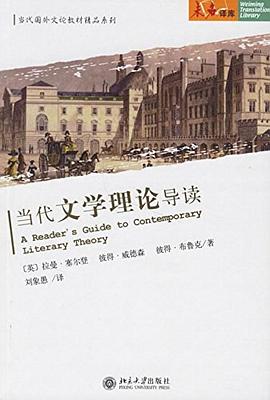 当代国外文论教材精品系列
未名译库
Weiming
Translation
Library
当代文学理论导读
A Reader's Guide to Contemporary
Literary Theory
〔英〕拉曼·塞尔登 彼得·威德森 彼得·布鲁克/著
刘象愚/译
北京大学出版社